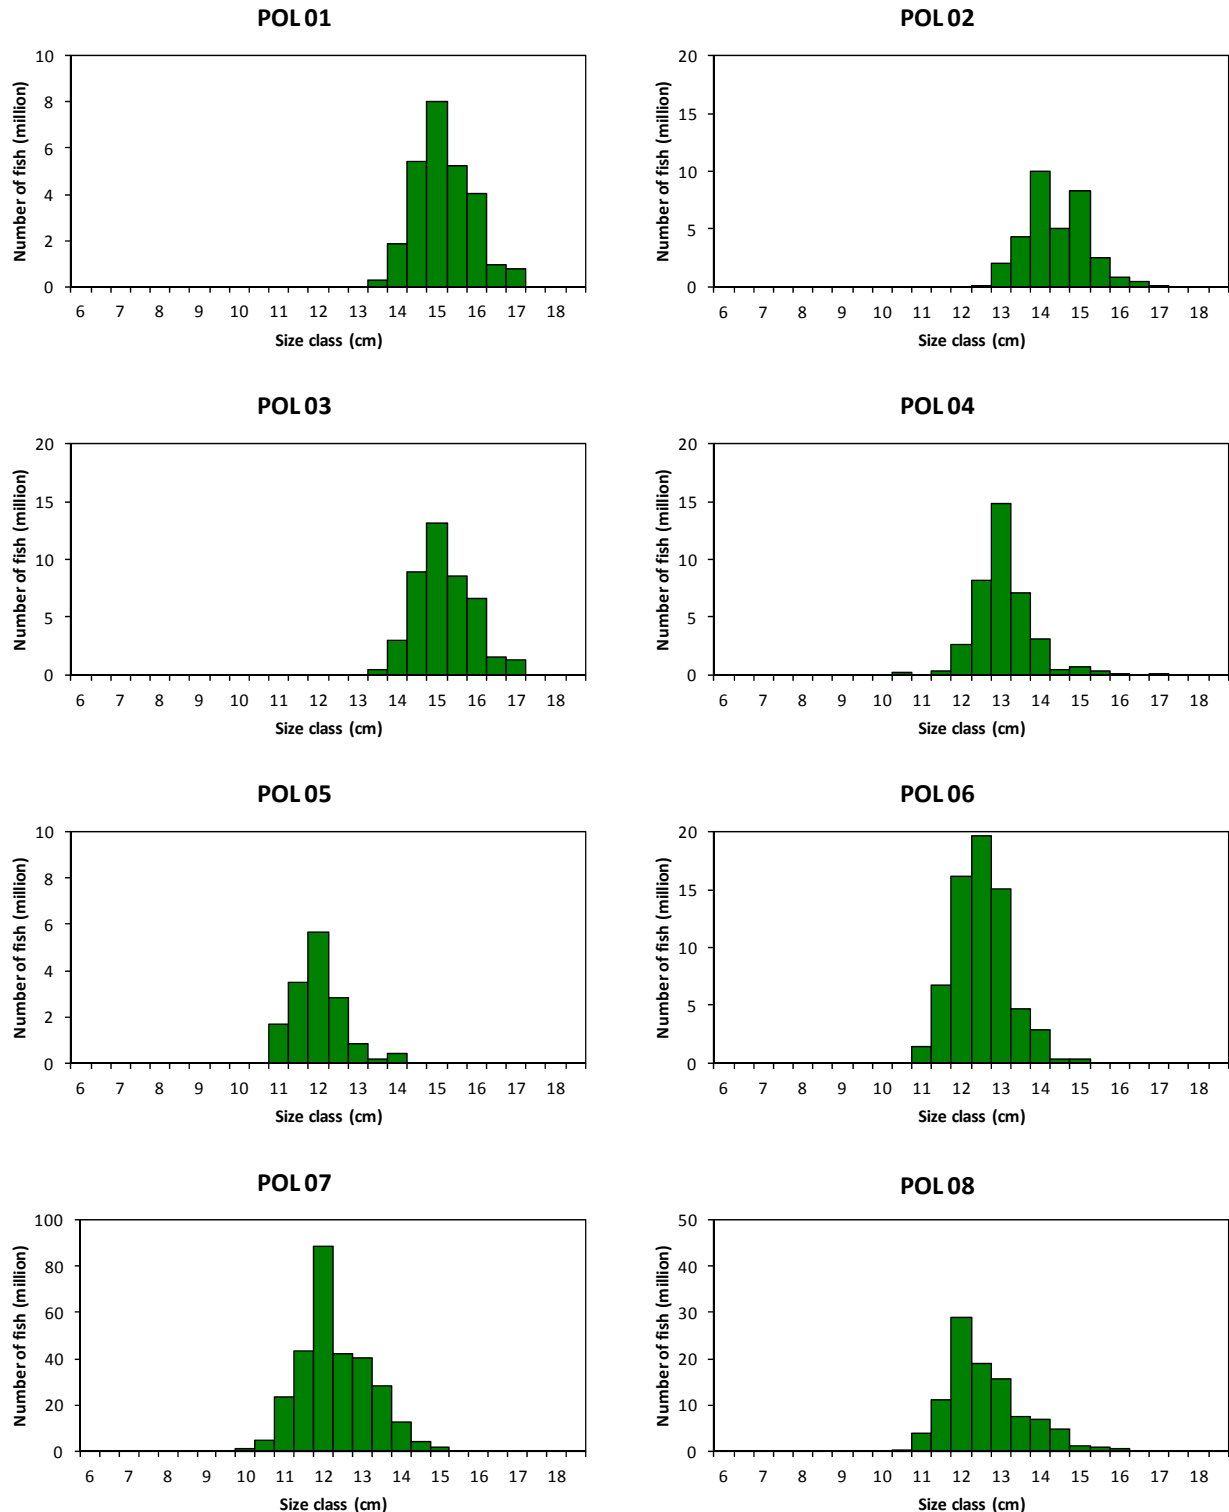 POL 01
Number of fish (million)
10
8
6
4
2
0
6 7 8 9 10 11 12 13 14 15 16 17 18
Size class (cm)
POL 02
Number of fish (million)
20
15
10
5
0
6 7 8 9 10 11 12 13 14 15 16 17 18
Size class (cm)
POL 03
Number of fish (million)
20
15
10
5
0
6 7 8 9 10 11 12 13 14 15 16 17 18
Size class (cm)
POL 04
Number of fish (million)
20
15
10
5
0
6 7 8 9 10 11 12 13 14 15 16 17 18
Size class (cm)
POL 05
Number of fish (million)
10
8
6
4
2
0
6 7 8 9 10 11 12 13 14 15 16 17 18
Size class (cm)
POL 06
Number of fish (million)
20
15
10
5
0
6 7 8 9 10 11 12 13 14 15 16 17 18
Size class (cm)
POL 07
Number of fish (million)
100
80
60
40
20
0
6 7 8 9 10 11 12 13 14 15 16 17 18
Size class (cm)
POL 08
Number of fish (million)
50
40
30
20
10
0
6 7 8 9 10 11 12 13 14 15 16 17 18
Size class (cm)